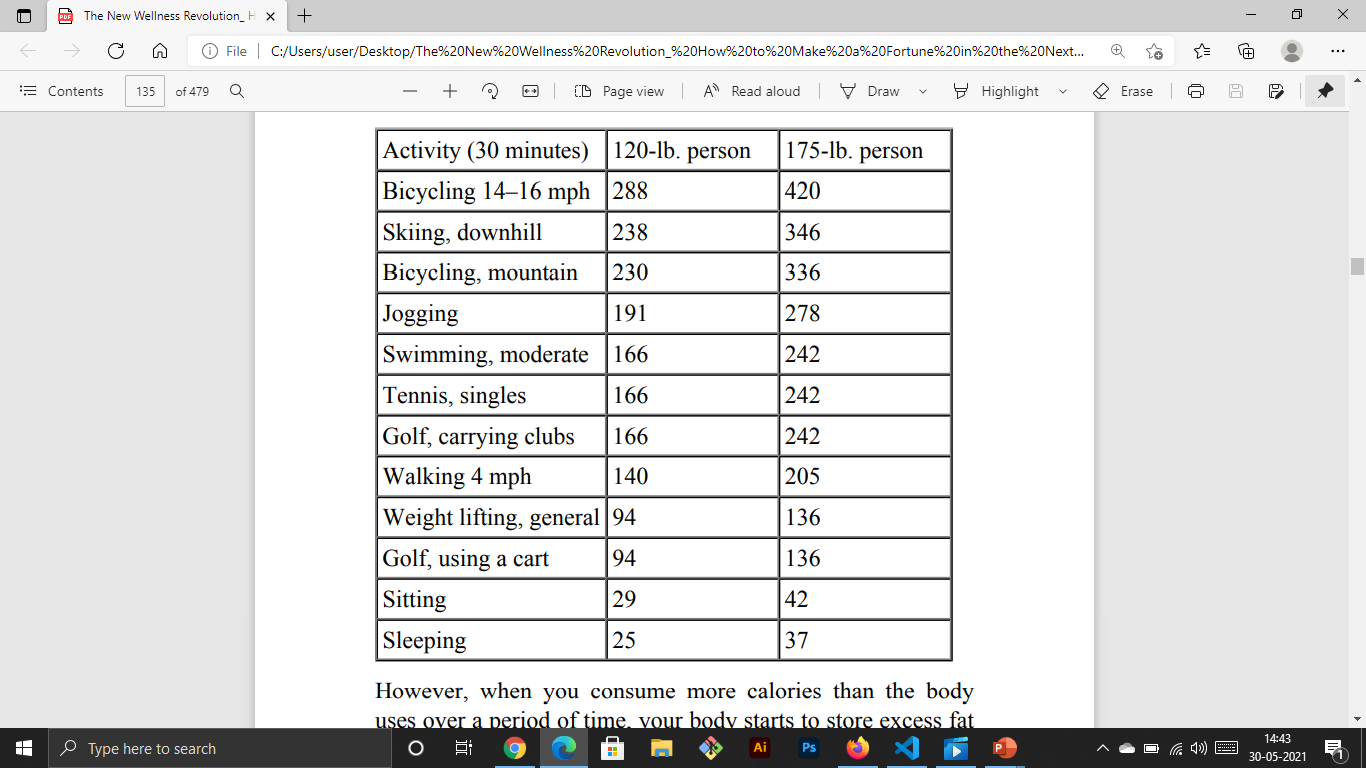 The New Wellness Revolution_ H
File C:/Users/user/Desktop/The%20New%20Wellness%20Revolution_%20How%20to%20Make%20a%20Fortune%20in%20the%20Next...
Contents 135 of 479 Page view Read aloud Draw Highlight Erase
Activity (30 minutes) 120-lb. person 175-lb. person
Bicycling 14–16 mph 288 420
Skiing, downhill 238 346
Bicycling, mountain 230 336
Jogging 191 278
Swimming, moderate 166 242
Tennis, singles 166 242
Golf, carrying clubs 166 242
Walking 4 mph 140 205
Weight lifting, general 94 136
Golf, using a cart 94 136
Sitting 29 42
Sleeping 25 37
However, when you consume more calories than the body
uses over a period of time, your body starts to store excess fat
Type here to search
Ai
Ps
14:43
30-05-2021
1